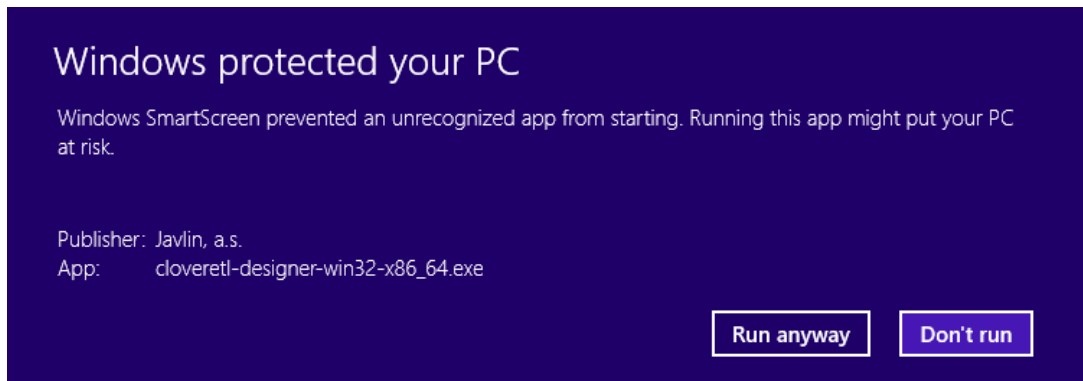 Windows protected your PC
Windows SmartScreen prevented an unrecognized app from starting. Running this app might put your PC
at risk.
Publisher: Javlin, a.s.
App: cloveretl-designer-win32-x86_64.exe
Run anyway Don't run